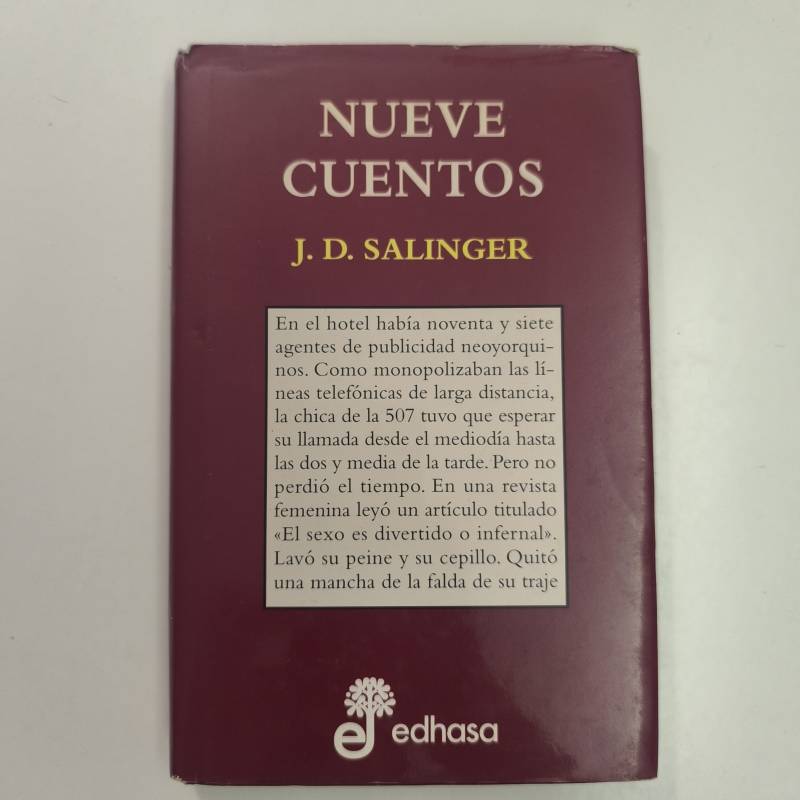 NUEVE
CUENTOS
J. D. SALINGER
En el hotel había noventa y siete
agentes de publicidad neoyorqui-
nos. Como monopolizaban las lí-
neas telefónicas de larga distancia,
la chica de la 507 tuvo que esperar
su llamada desde el mediodía hasta
las dos y media de la tarde. Pero no
perdió el tiempo. En una revista
femenina leyó un artículo titulado
«El sexo es divertido o infernal».
Lavó su peine y su cepillo. Quitó
una mancha de la falda de su traje
edhasa